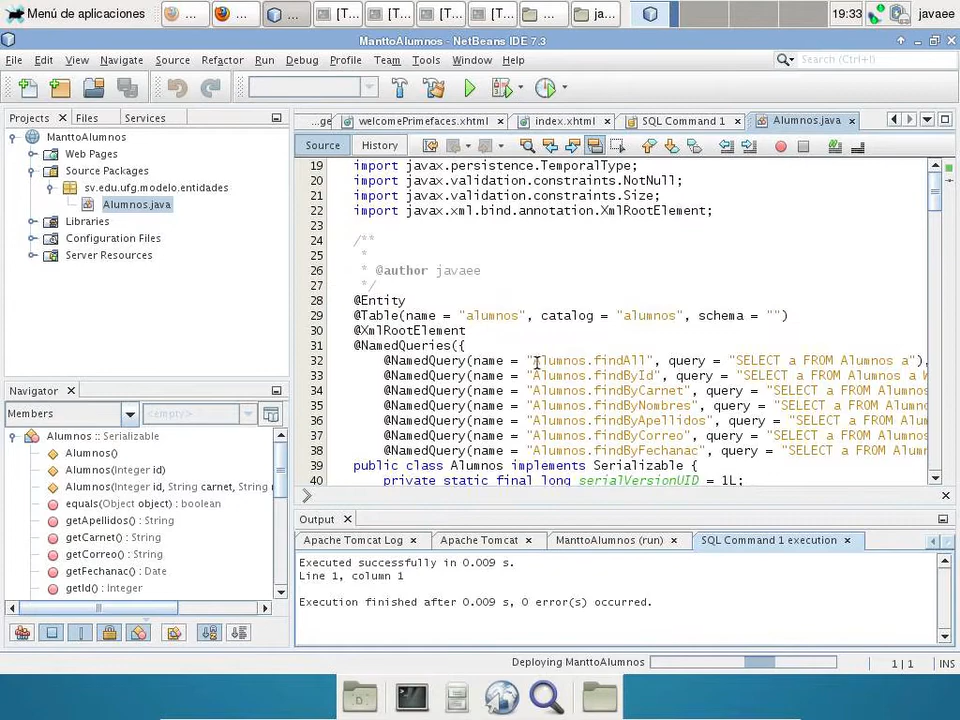 Menú de aplicaciones
...
...
...
[T...
[T...
[T...
[T...
...
ja...
19:33
javaee
ManttoAlumnos - NetBeans IDE 7.3
File Edit View Navigate Source Refactor Run Debug Profile Team Tools Window Help
Search (Ctrl+I)
Projects Files Services
...ge
welcomePrimefaces.xhtml
index.xhtml
SQL Command 1
Alumnos.java
ManttoAlumnos
Web Pages
Source Packages
sv.edu.ufg.modelo.entidades
Alumnos.java
Libraries
Configuration Files
Server Resources
Source History
19 import javax.persistence.TemporalType;
20 import javax.validation.constraints.NotNull;
21 import javax.validation.constraints.Size;
22 import javax.xml.bind.annotation.XmlRootElement;
23
24 /**
25 *
26 * @author javaee
27 */
28 @Entity
29 @Table(name = "alumnos", catalog = "alumnos", schema = "")
30 @XmlRootElement
31 @NamedQueries({
32 @NamedQuery(name = "Alumnos.findAll", query = "SELECT a FROM Alumnos a"),
33 @NamedQuery(name = "Alumnos.findById", query = "SELECT a FROM Alumnos a W
34 @NamedQuery(name = "Alumnos.findByCarnet", query = "SELECT a FROM Alumnos
35 @NamedQuery(name = "Alumnos.findByNombres", query = "SELECT a FROM Alumno
36 @NamedQuery(name = "Alumnos.findByApellidos", query = "SELECT a FROM Alum
37 @NamedQuery(name = "Alumnos.findByCorreo", query = "SELECT a FROM Alumnos
38 @NamedQuery(name = "Alumnos.findByFechanac", query = "SELECT a FROM Alumn
39 public class Alumnos implements Serializable {
40 private static final long serialVersionUID = 1L;
Navigator
Members
<empty>
Alumnos :: Serializable
Alumnos()
Alumnos(Integer id)
Alumnos(Integer id, String carnet, String r
equals(Object object) : boolean
getApellidos() : String
getCarnet() : String
getCorreo() : String
getFechanac() : Date
getId() : Integer
Output
Apache Tomcat Log
Apache Tomcat
ManttoAlumnos (run)
SQL Command 1 execution
Executed successfully in 0.009 s.
Line 1, column 1
Execution finished after 0.009 s, 0 error(s) occurred.
Deploying ManttoAlumnos
1 | 1
INS